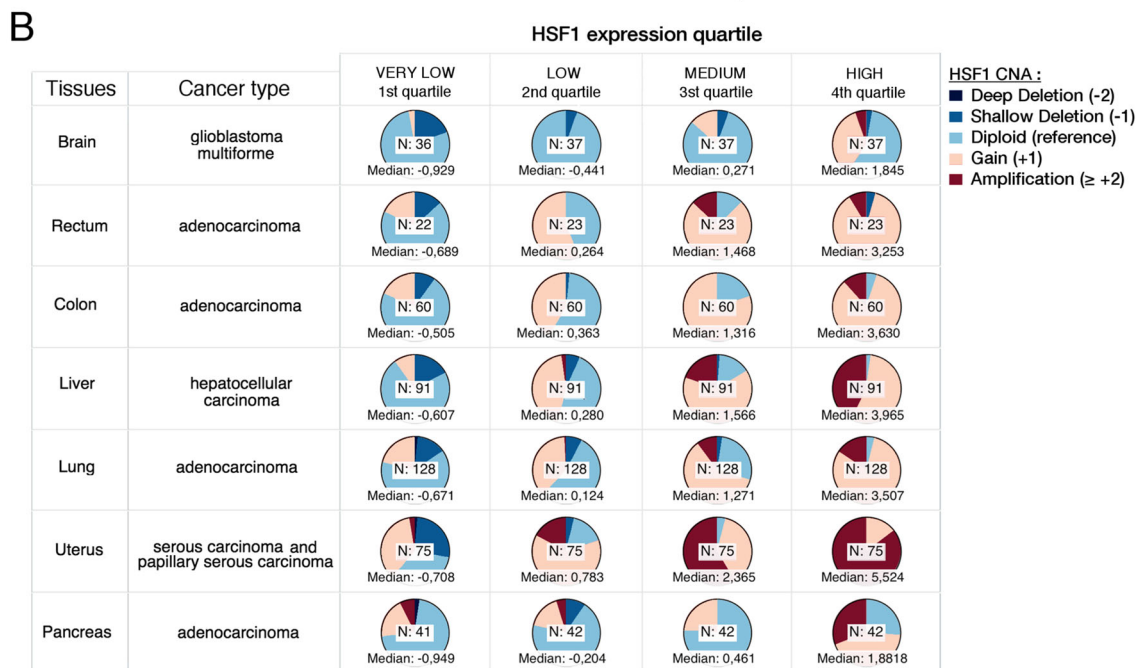 B
HSF1 expression quartile
Tissues
Cancer type
VERY LOW
1st quartile
LOW
2nd quartile
MEDIUM
3st quartile
HIGH
4th quartile
HSF1 CNA :
Deep Deletion (-2)
Shallow Deletion (-1)
Diploid (reference)
Gain (+1)
Amplification (≥ +2)
Brain
glioblastoma
multiforme
N: 36
Median: -0,929
N: 37
Median: -0,441
N: 37
Median: 0,271
N: 37
Median: 1,845
Rectum
adenocarcinoma
N: 22
Median: -0,689
N: 23
Median: 0,264
N: 23
Median: 1,468
N: 23
Median: 3,253
Colon
adenocarcinoma
N: 60
Median: -0,505
N: 60
Median: 0,363
N: 60
Median: 1,316
N: 60
Median: 3,630
Liver
hepatocellular
carcinoma
N: 91
Median: -0,607
N: 91
Median: 0,280
N: 91
Median: 1,566
N: 91
Median: 3,965
Lung
adenocarcinoma
N: 128
Median: -0,671
N: 128
Median: 0,124
N: 128
Median: 1,271
N: 128
Median: 3,507
Uterus
serous carcinoma and
papillary serous carcinoma
N: 75
Median: -0,708
N: 75
Median: 0,783
N: 75
Median: 2,365
N: 75
Median: 5,524
Pancreas
adenocarcinoma
N: 41
Median: -0,949
N: 42
Median: -0,204
N: 42
Median: 0,461
N: 42
Median: 1,8818